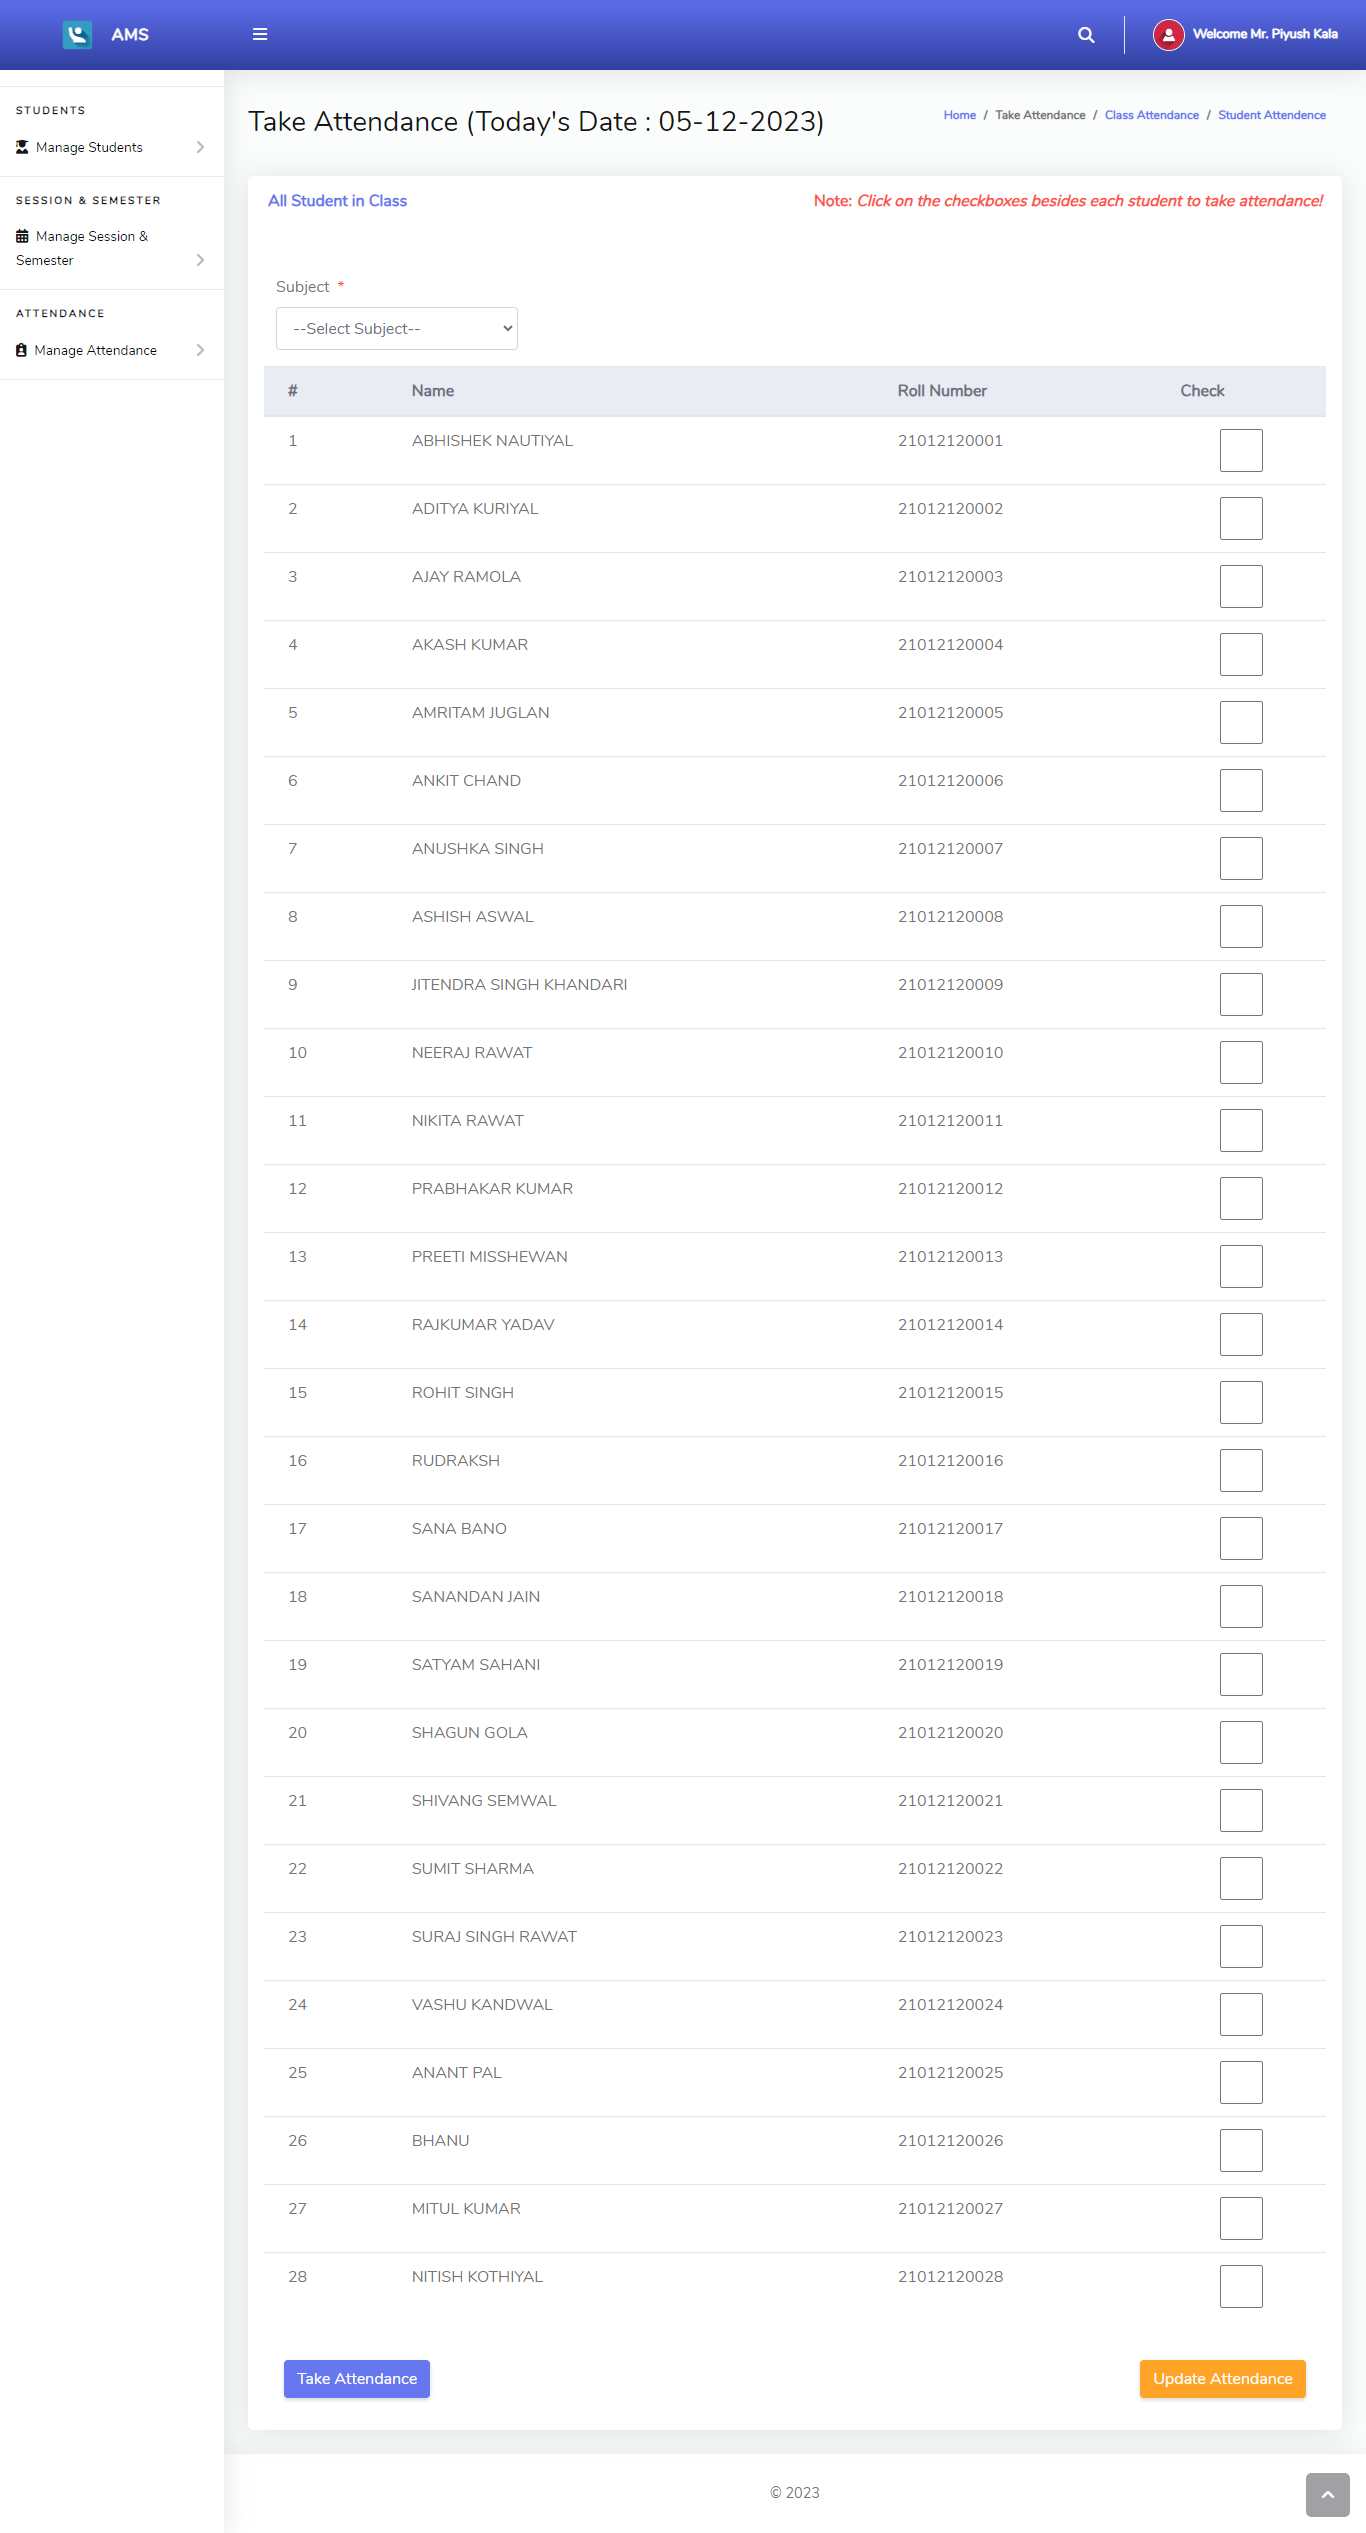 AMS
Welcome Mr. Piyush Kala
STUDENTS
Manage Students
SESSION & SEMESTER
Manage Session &
Semester
ATTENDANCE
Manage Attendance
Take Attendance (Today's Date : 05-12-2023)
Home / Take Attendance / Class Attendance / Student Attendence
All Student in Class
Note: Click on the checkboxes besides each student to take attendance!
Subject *
--Select Subject--
# Name Roll Number Check
1 ABHISHEK NAUTIYAL 21012120001
2 ADITYA KURIYAL 21012120002
3 AJAY RAMOLA 21012120003
4 AKASH KUMAR 21012120004
5 AMRITAM JUGLAN 21012120005
6 ANKIT CHAND 21012120006
7 ANUSHKA SINGH 21012120007
8 ASHISH ASWAL 21012120008
9 JITENDRA SINGH KHANDARI 21012120009
10 NEERAJ RAWAT 21012120010
11 NIKITA RAWAT 21012120011
12 PRABHAKAR KUMAR 21012120012
13 PREETI MISSHEWAN 21012120013
14 RAJKUMAR YADAV 21012120014
15 ROHIT SINGH 21012120015
16 RUDRAKSH 21012120016
17 SANA BANO 21012120017
18 SANANDAN JAIN 21012120018
19 SATYAM SAHANI 21012120019
20 SHAGUN GOLA 21012120020
21 SHIVANG SEMWAL 21012120021
22 SUMIT SHARMA 21012120022
23 SURAJ SINGH RAWAT 21012120023
24 VASHU KANDWAL 21012120024
25 ANANT PAL 21012120025
26 BHANU 21012120026
27 MITUL KUMAR 21012120027
28 NITISH KOTHIYAL 21012120028
Take Attendance
Update Attendance
© 2023